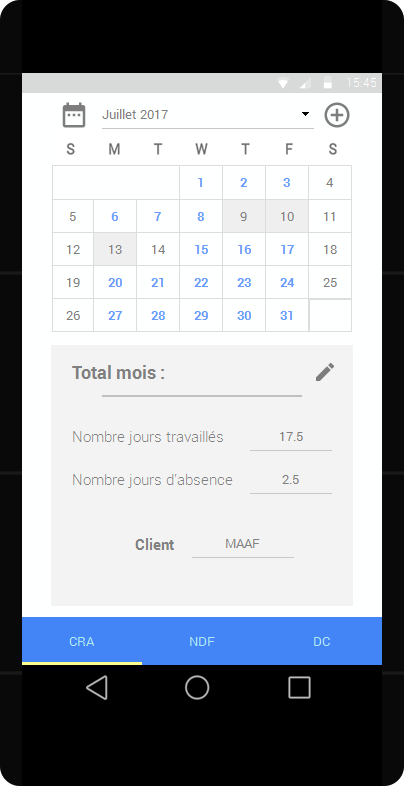 15:45
Juillet 2017
S M T W T F S
1 2 3 4
5 6 7 8 9 10 11
12 13 14 15 16 17 18
19 20 21 22 23 24 25
26 27 28 29 30 31
Total mois :
Nombre jours travaillés 17.5
Nombre jours d'absence 2.5
Client MAAF
CRA NDF DC